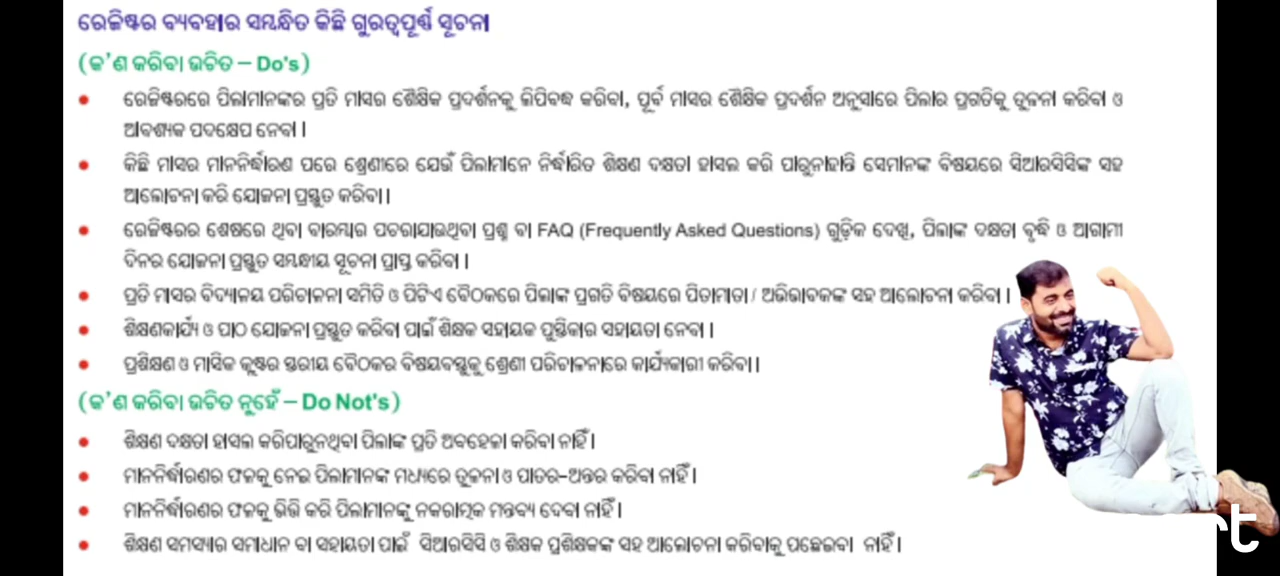 ରେଜିଷ୍ଟର ବ୍ୟବହାର ସମ୍ବନ୍ଧିତ କିଛି ଗୁରତ୍ୱପୂର୍ଣ୍ଣ ସୂଚନା
(କ'ଣ କରିବା ଉଚିତ – Do's)
● ରେଜିଷ୍ଟରରେ ପିଲାମାନଙ୍କର ପ୍ରତି ମାସର ଶୈକ୍ଷିକ ପ୍ରଦର୍ଶନକୁ ଲିପିବଦ୍ଧ କରିବା, ପୂର୍ବ ମାସର ଶୈକ୍ଷିକ ପ୍ରଦର୍ଶନ ଅନୁସାରେ ପିଲାର ପ୍ରଗତିକୁ ତୁଳନା କରିବା ଓ
ଆବଶ୍ୟକ ପଦକ୍ଷେପ ନେବା ।
● କିଛି ମାସର ମାନନିର୍ଦ୍ଧାରଣ ପରେ ଶ୍ରେଣୀରେ ଯେଉଁ ପିଲାମାନେ ନିର୍ଦ୍ଧାରିତ ଶିକ୍ଷଣ ଦକ୍ଷତା ହାସଲ କରି ପାରୁନାହାନ୍ତି ସେମାନଙ୍କ ବିଷୟରେ ସିଆରସିସିଙ୍କ ସହ
ଆଲୋଚନା କରି ଯୋଜନା ପ୍ରସ୍ତୁତ କରିବା ।
● ରେଜିଷ୍ଟରର ଶେଷରେ ଥିବା ବାରମ୍ବାର ପଚରାଯାଉଥିବା ପ୍ରଶ୍ନ ବା FAQ (Frequently Asked Questions) ଗୁଡ଼ିକ ଦେଖି, ପିଲାଙ୍କ ଦକ୍ଷତା ବୃଦ୍ଧି ଓ ଆଗାମୀ
ଦିନର ଯୋଜନା ପ୍ରସ୍ତୁତ ସମ୍ବନ୍ଧୀୟ ସୂଚନା ପ୍ରାପ୍ତ କରିବା ।
● ପ୍ରତି ମାସର ବିଦ୍ୟାଳୟ ପରିଚାଳନା ସମିତି ଓ ପିଟିଏ ବୈଠକରେ ପିଲାଙ୍କ ପ୍ରଗତି ବିଷୟରେ ପିତାମାତା / ଅଭିଭାବକଙ୍କ ସହ ଆଲୋଚନା କରିବା ।
● ଶିକ୍ଷଣକାର୍ଯ୍ୟ ଓ ପାଠ ଯୋଜନା ପ୍ରସ୍ତୁତ କରିବା ପାଇଁ ଶିକ୍ଷକ ସହାୟକ ପୁସ୍ତିକାର ସହାୟତା ନେବା ।
● ପ୍ରଶିକ୍ଷଣ ଓ ମାସିକ କ୍ଲଷ୍ଟର ସ୍ତରୀୟ ବୈଠକର ବିଷୟବସ୍ତୁକୁ ଶ୍ରେଣୀ ପରିଚାଳନାରେ କାର୍ଯ୍ୟକାରୀ କରିବା ।
(କ'ଣ କରିବା ଉଚିତ ନୁହେଁ – Do Not's)
● ଶିକ୍ଷଣ ଦକ୍ଷତା ହାସଲ କରିପାରୁନଥିବା ପିଲାଙ୍କ ପ୍ରତି ଅବହେଳା କରିବା ନାହିଁ ।
● ମାନନିର୍ଦ୍ଧାରଣର ଫଳକୁ ନେଇ ପିଲାମାନଙ୍କ ମଧ୍ୟରେ ତୁଳନା ଓ ପାତର-ଅନ୍ତର କରିବା ନାହିଁ ।
● ମାନନିର୍ଦ୍ଧାରଣର ଫଳକୁ ଭିତ୍ତି କରି ପିଲାମାନଙ୍କୁ ନକରାତ୍ମକ ମନ୍ତବ୍ୟ ଦେବା ନାହିଁ ।
● ଶିକ୍ଷଣ ସମସ୍ୟାର ସମାଧାନ ବା ସହାୟତା ପାଇଁ ସିଆରସିସି ଓ ଶିକ୍ଷକ ପ୍ରଶିକ୍ଷକଙ୍କ ସହ ଆଲୋଚନା କରିବାକୁ ପଛେଇବା ନାହିଁ ।